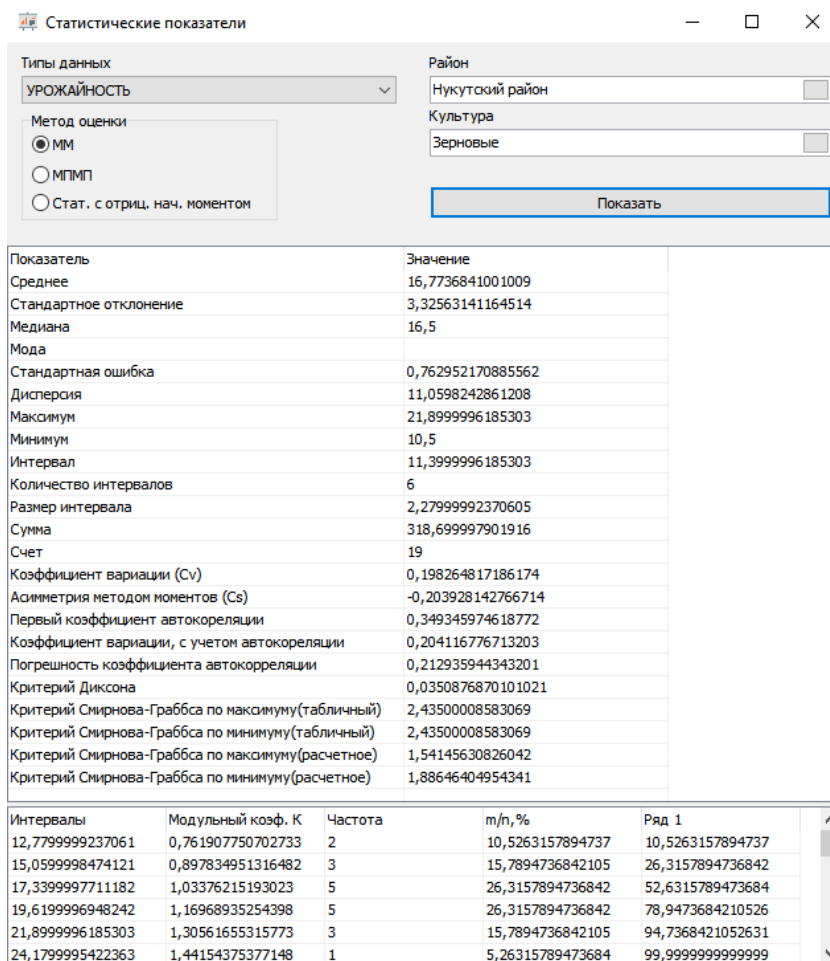 Статистические показатели
Типы данных
УРОЖАЙНОСТЬ
Район
Нукутский район
Культура
Зерновые
Метод оценки
ММ
МПМП
Стат. с отриц. нач. моментом
Показать
Показатель Значение
Среднее 16,7736841001009
Стандартное отклонение 3,32563141164514
Медиана 16,5
Мода
Стандартная ошибка 0,762952170885562
Дисперсия 11,0598242861208
Максимум 21,8999996185303
Минимум 10,5
Интервал 11,3999996185303
Количество интервалов 6
Размер интервала 2,27999992370605
Сумма 318,699997901916
Счет 19
Коэффициент вариации (Cv) 0,198264817186174
Асимметрия методом моментов (Cs) -0,203928142766714
Первый коэффициент автокореляции 0,349345974618772
Коэффициент вариации, с учетом автокореляции 0,204116776713203
Погрешность коэффициента автокорреляции 0,212935944343201
Критерий Диксона 0,0350876870101021
Критерий Смирнова-Граббса по максимуму(табличный) 2,43500008583069
Критерий Смирнова-Граббса по минимуму(табличный) 2,43500008583069
Критерий Смирнова-Граббса по максимуму(расчетное) 1,54145630826042
Критерий Смирнова-Граббса по минимуму(расчетное) 1,88646404954341
Интервалы Модульный коэф. К Частота m/n,% Ряд 1
12,7799999237061 0,761907750702733 2 10,5263157894737 10,5263157894737
15,0599998474121 0,897834951316482 3 15,7894736842105 26,3157894736842
17,3399997711182 1,03376215193023 5 26,3157894736842 52,6315789473684
19,6199996948242 1,16968935254398 5 26,3157894736842 78,9473684210526
21,8999996185303 1,30561655315773 3 15,7894736842105 94,7368421052631
24,1799995422363 1,44154375377148 1 5,26315789473684 99,9999999999999